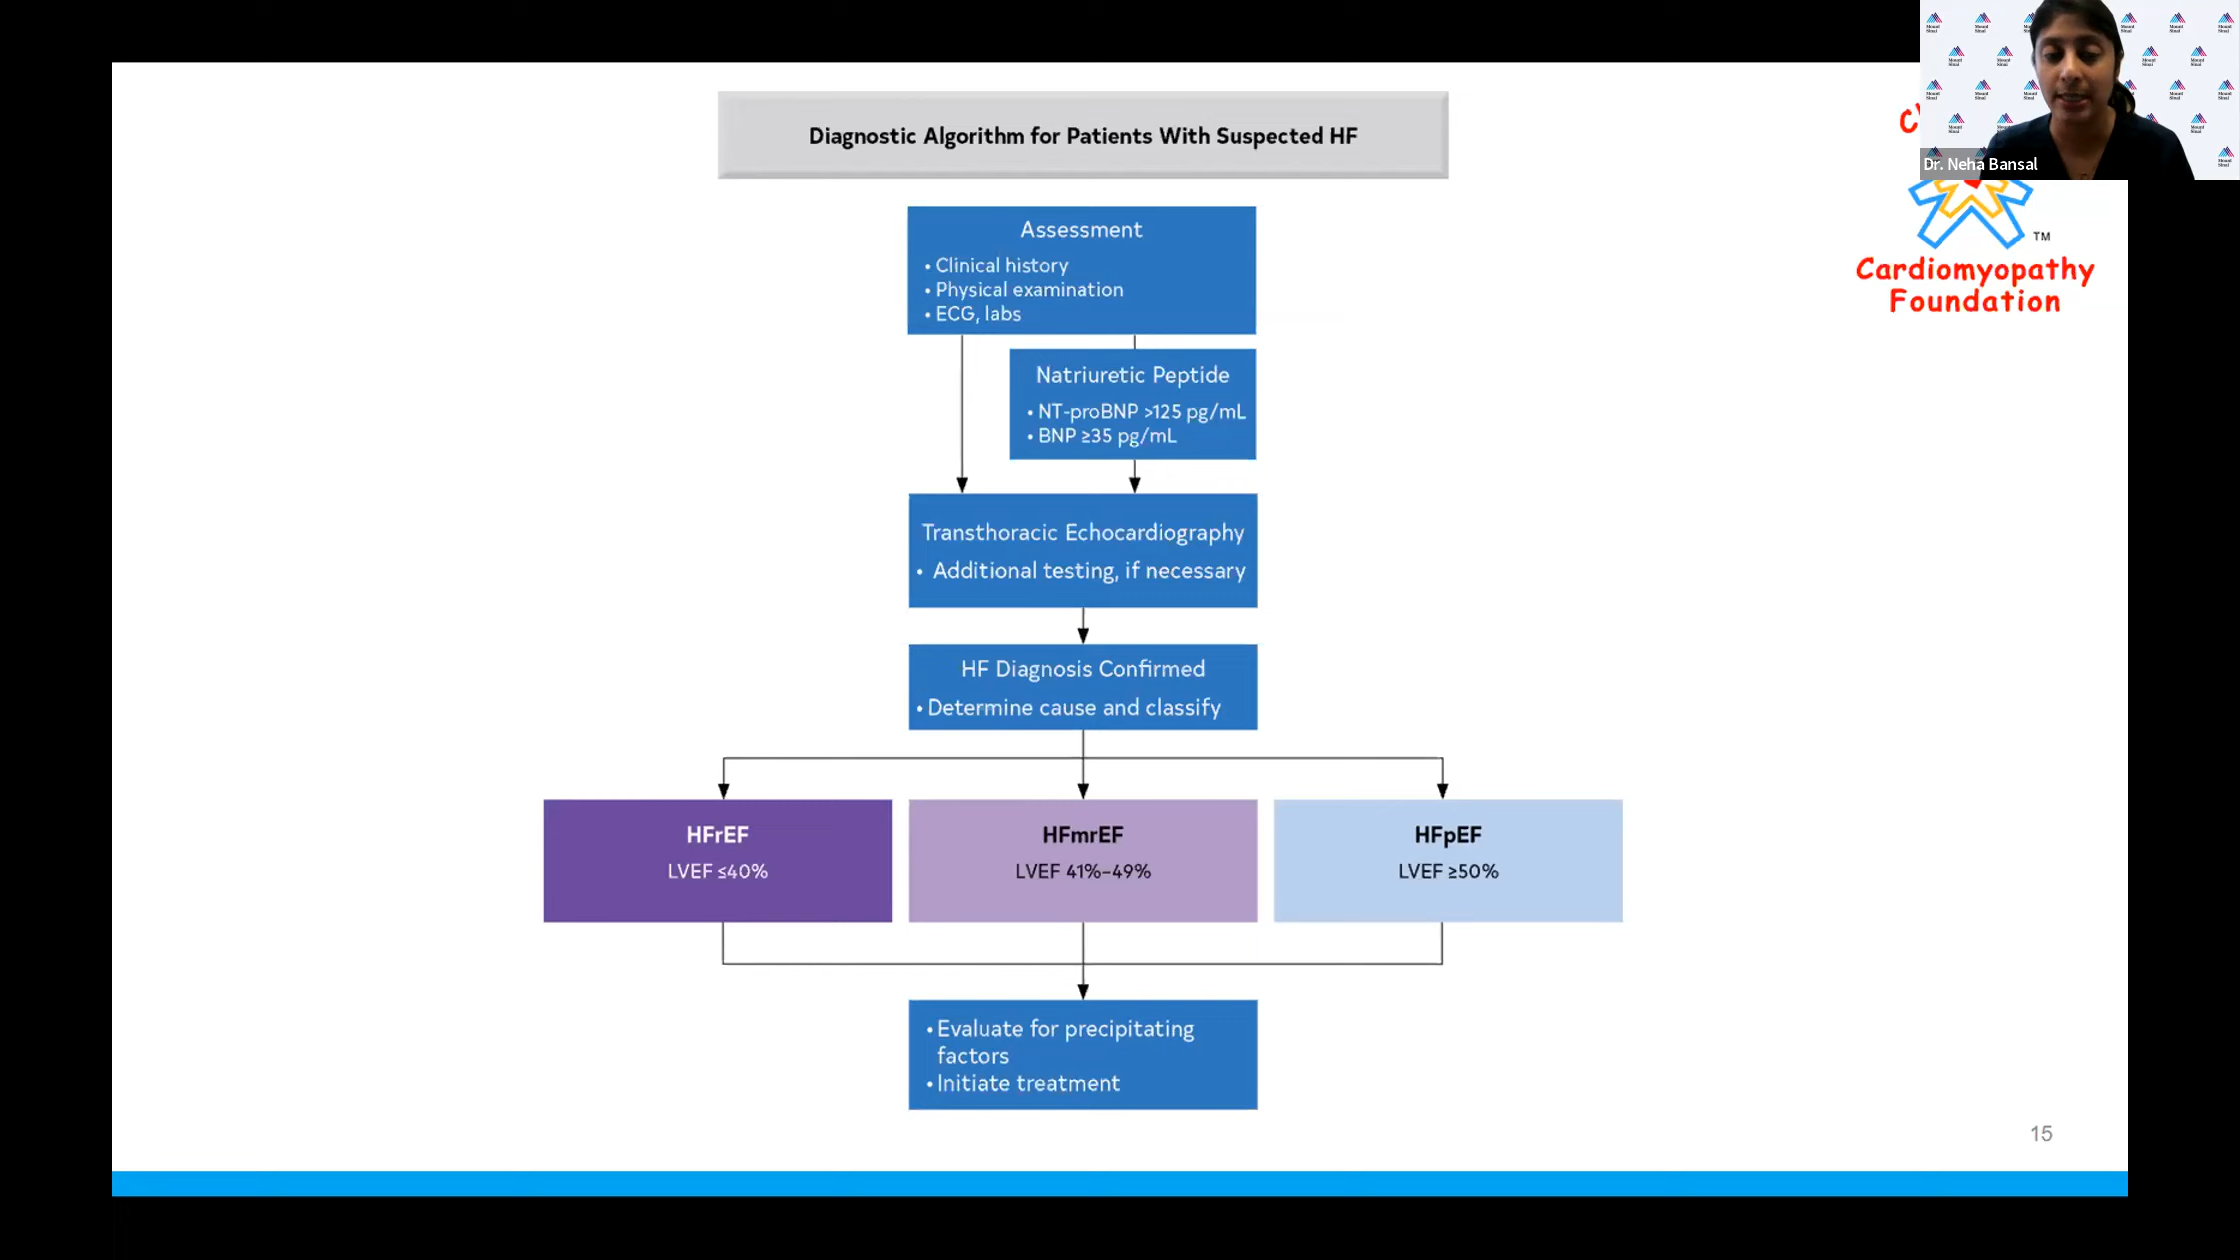 Diagnostic Algorithm for Patients With Suspected HF
Assessment
• Clinical history
• Physical examination
• ECG, labs
Natriuretic Peptide
• NT-proBNP >125 pg/mL
• BNP ≥35 pg/mL
Transthoracic Echocardiography
• Additional testing, if necessary
HF Diagnosis Confirmed
• Determine cause and classify
HFrEF
LVEF ≤40%
HFmrEF
LVEF 41%–49%
HFpEF
LVEF ≥50%
• Evaluate for precipitating
factors
• Initiate treatment
Dr. Neha Bansal
Mount
Sinai
TM
Cardiomyopathy
Foundation
15